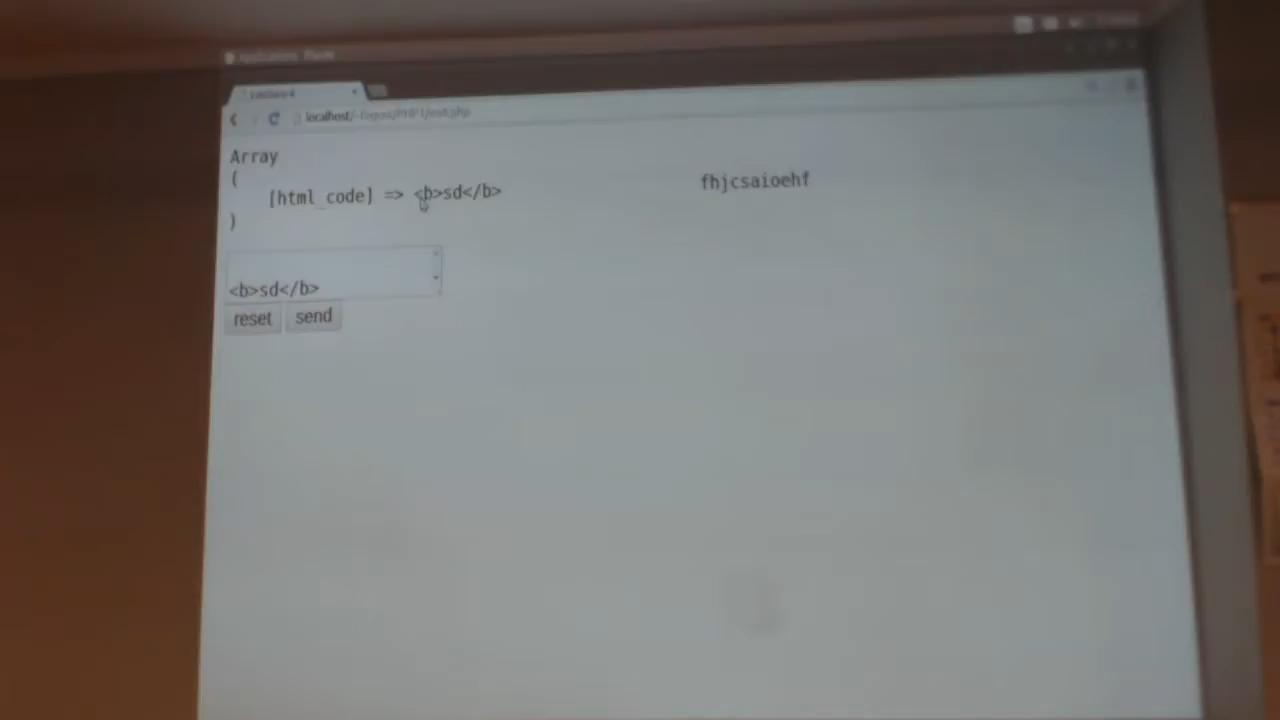 Array
(
[html_code] => <b>sd</b>
fhjcsaioehf
)
<b>sd</b>
reset send